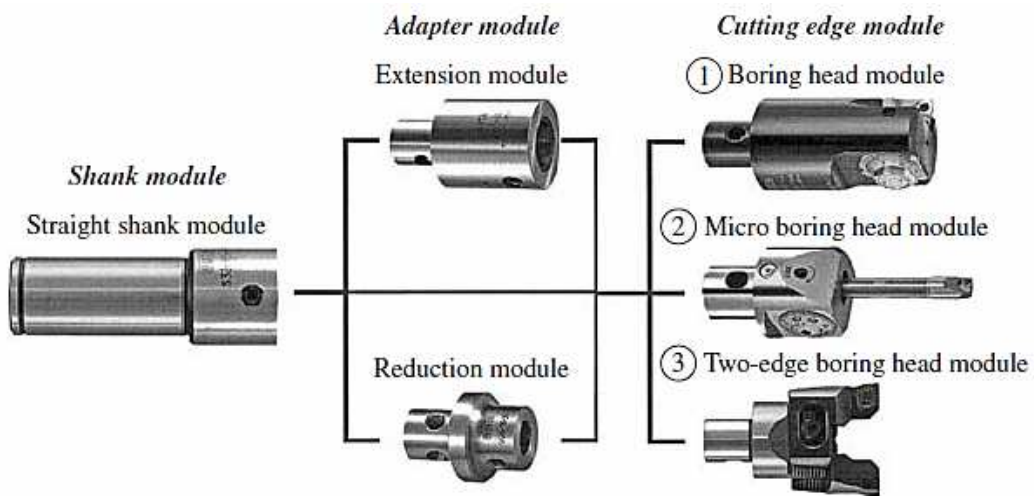 Adapter module
Cutting edge module
Extension module
① Boring head module
Shank module
Straight shank module
② Micro boring head module
Reduction module
③ Two-edge boring head module